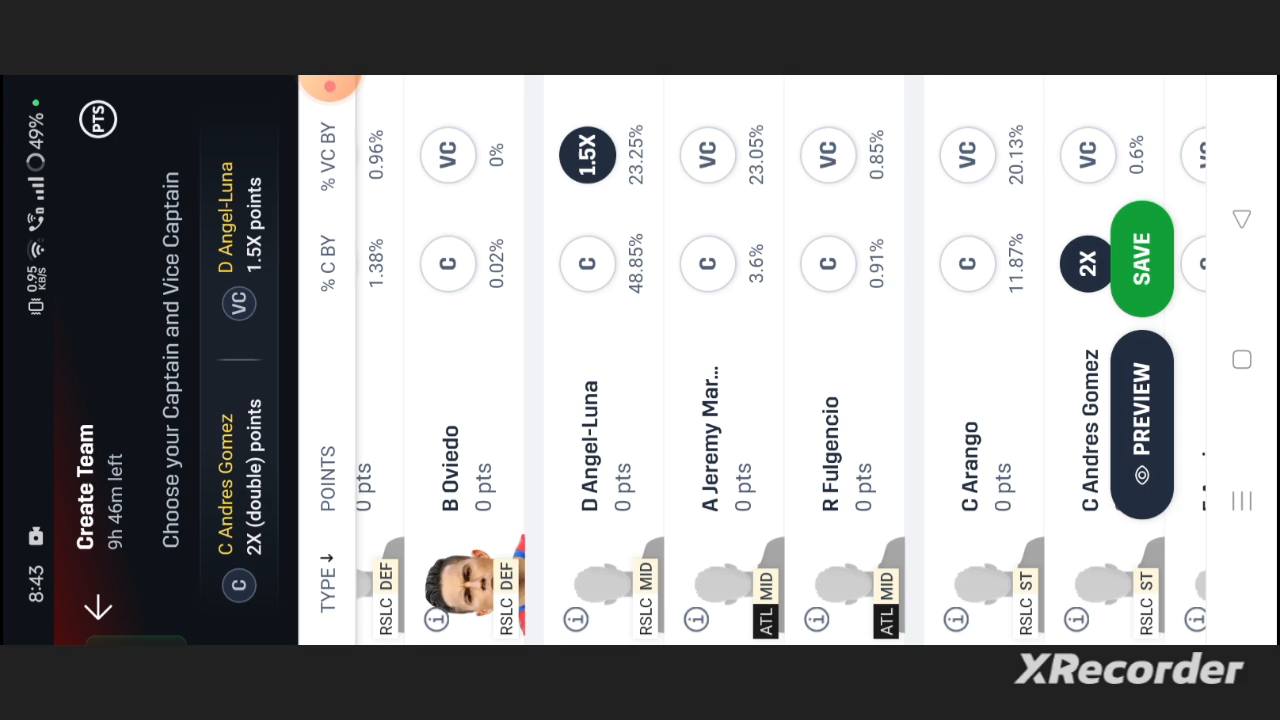 8:43
0.95 KB/S
49%
Create Team
9h 46m left
PTS
Choose your Captain and Vice Captain
C
C Andres Gomez
2X (double) points
VC
D Angel-Luna
1.5X points
TYPE ↓ POINTS % C BY % VC BY
RSLC DEF
0 pts 1.38% 0.96%
B Oviedo
RSLC DEF
0 pts
C VC
0.02% 0%
D Angel-Luna
RSLC MID
0 pts
C 1.5X
48.85% 23.25%
A Jeremy Mar...
ATL MID
0 pts
C VC
3.6% 23.05%
R Fulgencio
ATL MID
0 pts
C VC
0.91% 0.85%
C Arango
RSLC ST
0 pts
C VC
11.87% 20.13%
C Andres Gomez
RSLC ST
2X VC
0.6%
PREVIEW
SAVE
XRecorder